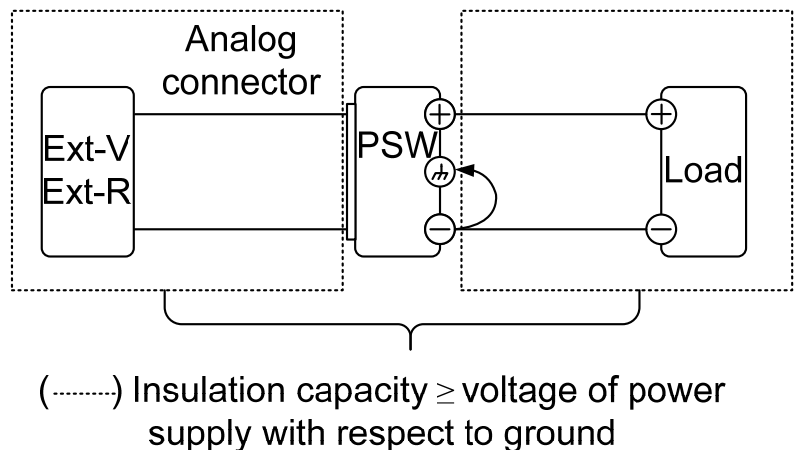 Analog
connector
Ext-V
Ext-R
PSW
Load
(............) Insulation capacity ≥ voltage of power
supply with respect to ground